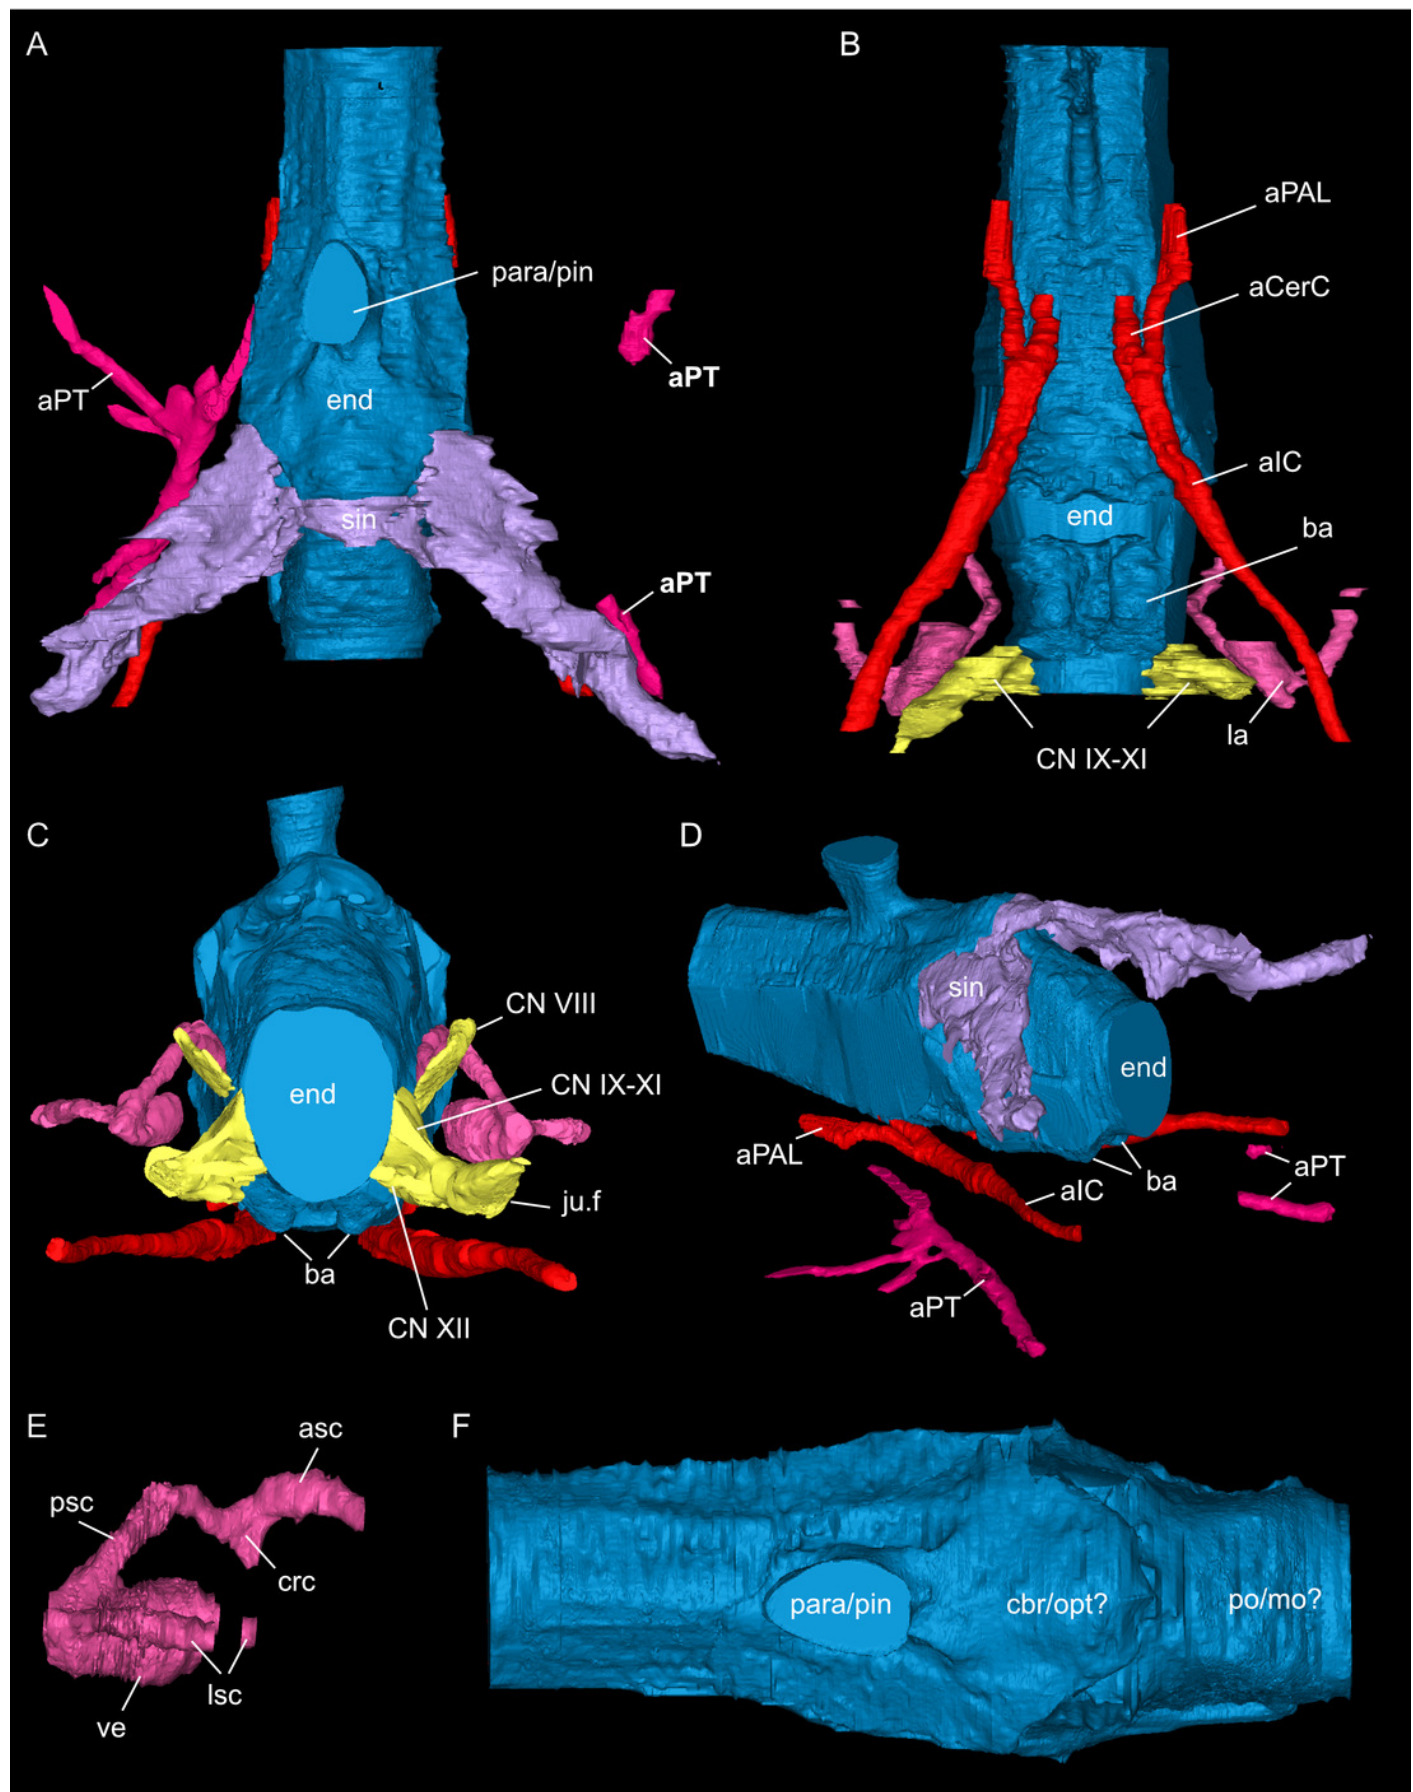 A
para/pin
aPT
aPT
end
sin
aPT
B
aPAL
aCerC
aIC
end
ba
la
CN IX-XI
C
CN VIII
CN IX-XI
end
ju.f
ba
CN XII
D
sin
end
aPAL
aIC
ba
aPT
aPT
E
asc
psc
crc
lsc
ve
F
para/pin
cbr/opt?
po/mo?